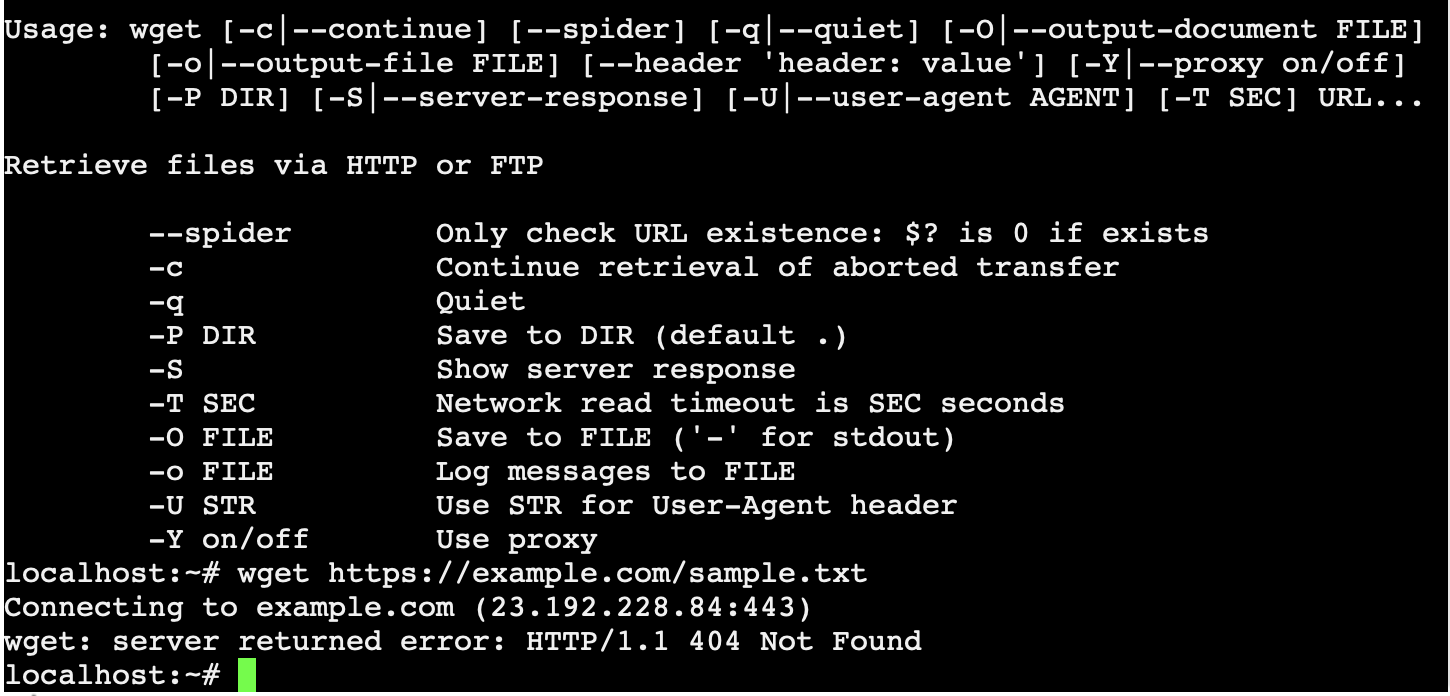 Usage: wget [-c|--continue] [--spider] [-q|--quiet] [-O|--output-document FILE]
        [-o|--output-file FILE] [--header 'header: value'] [-Y|--proxy on/off]
        [-P DIR] [-S|--server-response] [-U|--user-agent AGENT] [-T SEC] URL...

Retrieve files via HTTP or FTP

        --spider        Only check URL existence: $? is 0 if exists
        -c              Continue retrieval of aborted transfer
        -q              Quiet
        -P DIR          Save to DIR (default .)
        -S              Show server response
        -T SEC          Network read timeout is SEC seconds
        -O FILE         Save to FILE ('-' for stdout)
        -o FILE         Log messages to FILE
        -U STR          Use STR for User-Agent header
        -Y on/off       Use proxy
localhost:~# wget https://example.com/sample.txt
Connecting to example.com (23.192.228.84:443)
wget: server returned error: HTTP/1.1 404 Not Found
localhost:~#